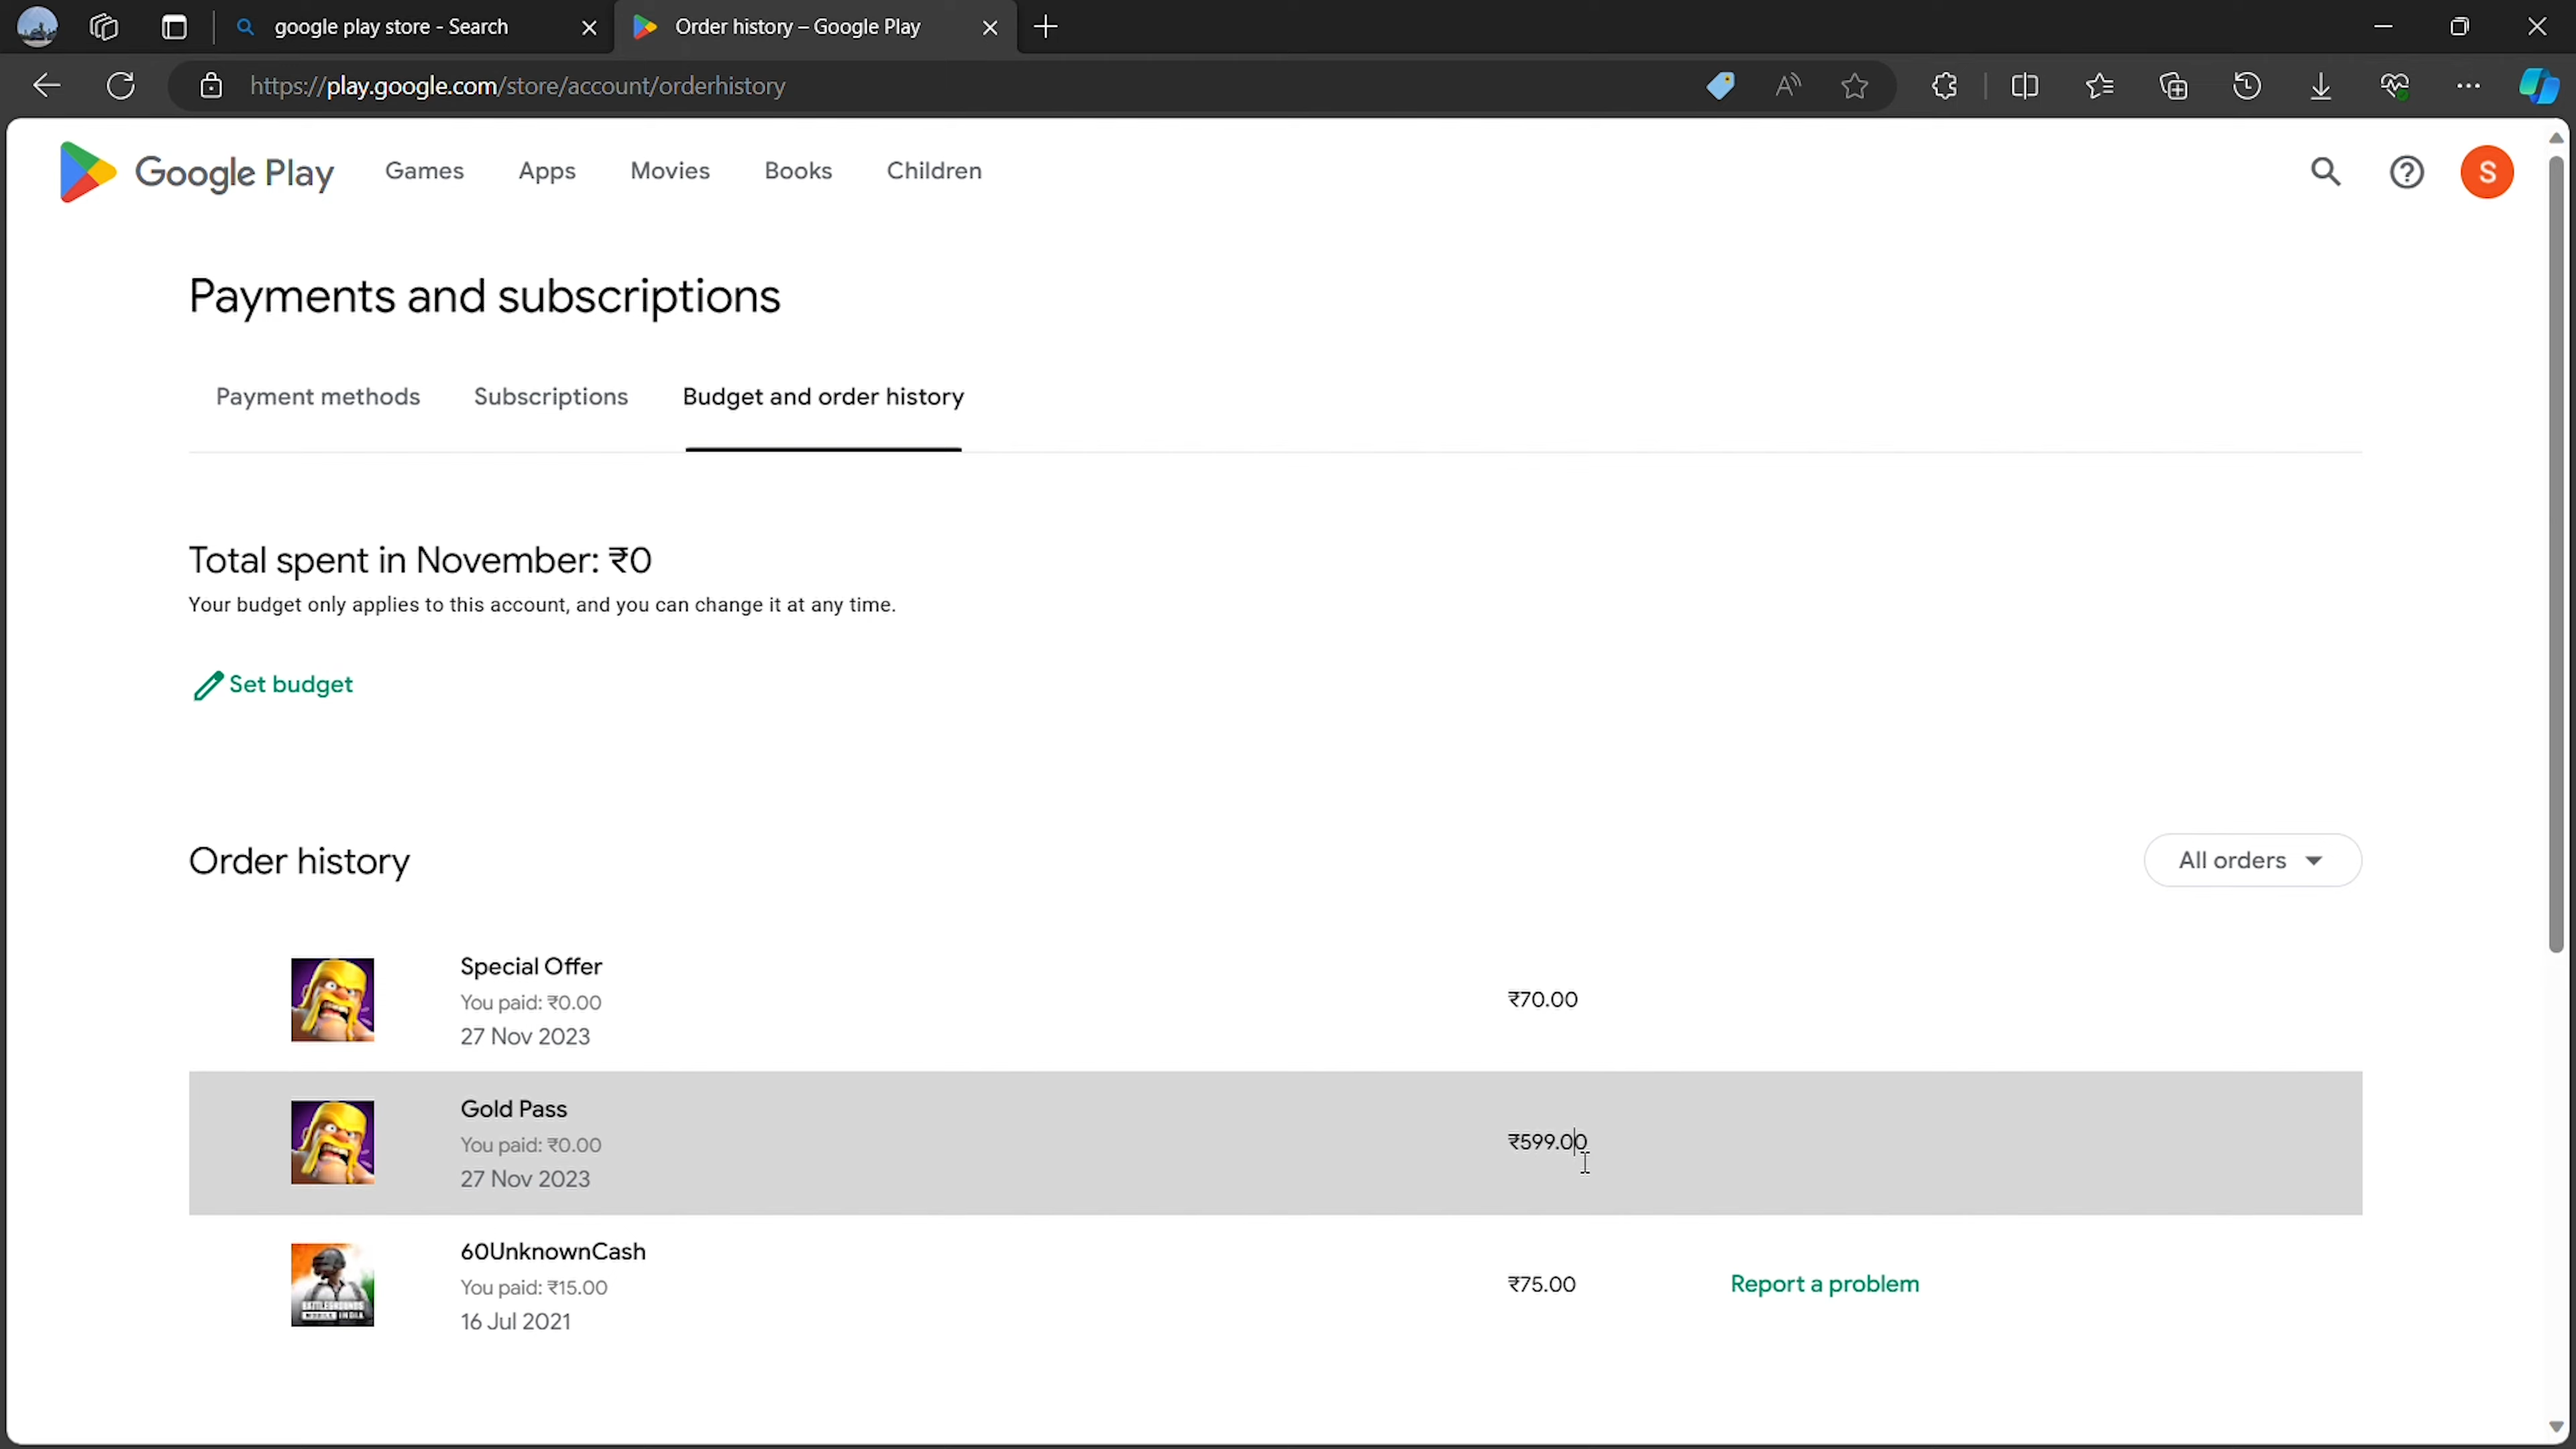 google play store - Search
Order history – Google Play
https://play.google.com/store/account/orderhistory
Google Play
Games
Apps
Movies
Books
Children
S
Payments and subscriptions
Payment methods
Subscriptions
Budget and order history
Total spent in November: ₹0
Your budget only applies to this account, and you can change it at any time.
Set budget
Order history
All orders
Special Offer
You paid: ₹0.00
27 Nov 2023
₹70.00
Gold Pass
You paid: ₹0.00
27 Nov 2023
₹599.00
60UnknownCash
You paid: ₹15.00
16 Jul 2021
₹75.00
Report a problem
BATTLEGROUNDS
MOBILE INDIA